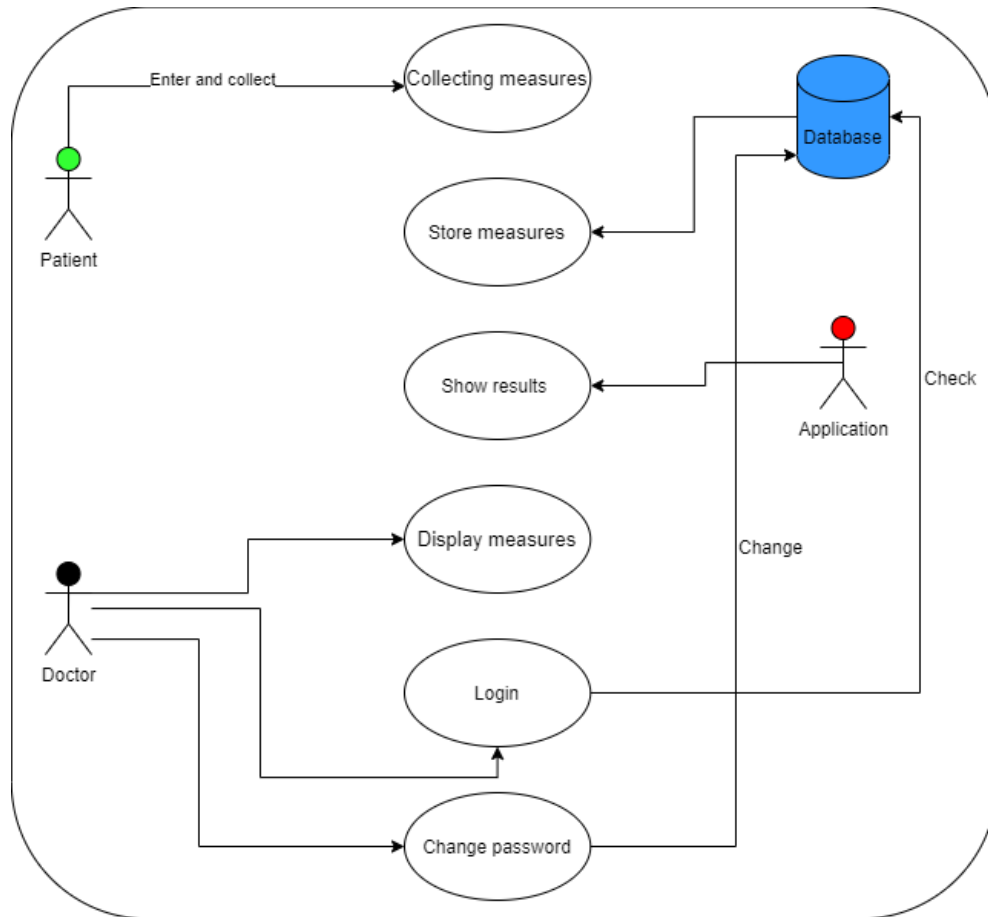 Enter and collect
Collecting measures
Database
Patient
Store measures
Show results
Application
Check
Display measures
Change
Doctor
Login
Change password